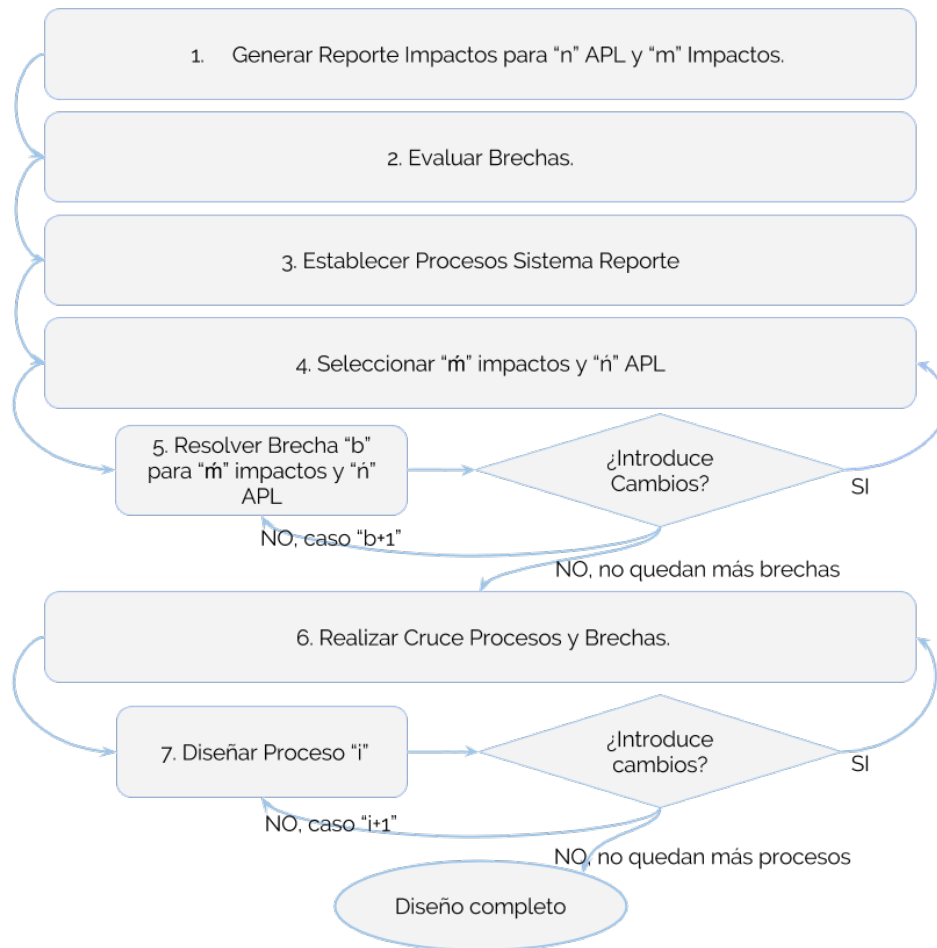 1. Generar Reporte Impactos para “n” APL y “m” Impactos.
2. Evaluar Brechas.
3. Establecer Procesos Sistema Reporte
4. Seleccionar “ḿ” impactos y “ń” APL
5. Resolver Brecha “b”
para “ḿ” impactos y “ń”
APL
¿Introduce
Cambios?
SI
NO, caso “b+1”
NO, no quedan más brechas
6. Realizar Cruce Procesos y Brechas.
7. Diseñar Proceso “i”
¿Introduce
cambios?
SI
NO, caso “i+1”
NO, no quedan más procesos
Diseño completo